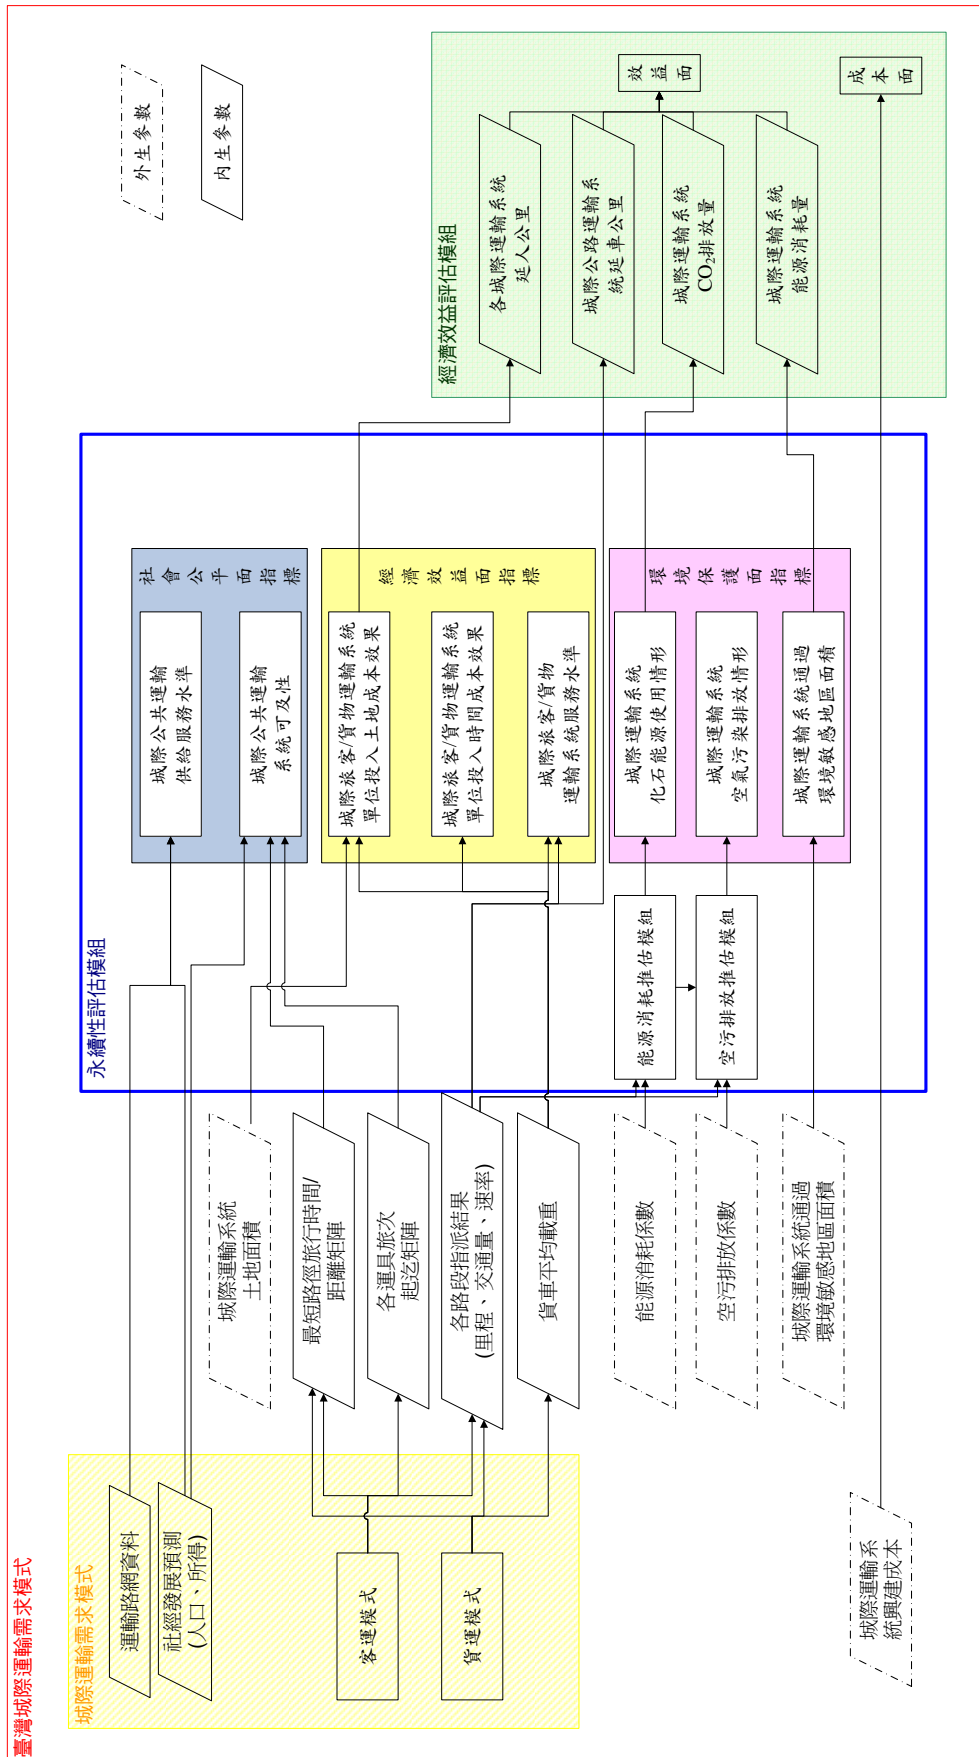 臺灣城際運輸需求模式
城際運輸需求模式
運輸路網資料
社經發展預測
(人口、所得)
客運模式
貨運模式
城際運輸系
統興建成本
城際運輸系統
土地面積
最短路徑旅行時間/
距離矩陣
各運具旅次
起迄矩陣
各路段指派結果
(里程、交通量、速率)
貨車平均載重
能源消耗係數
空污排放係數
城際運輸系統通過
環境敏感地區面積
永續性評估模組
能源消耗推估模組
空污排放推估模組
城際公共運輸
供給服務水準
城際公共運輸
系統可及性
社會公平面指標
城際旅客/貨物運輸系統
單位投入土地成本效果
城際旅客/貨物運輸系統
單位投入時間成本效果
城際旅客/貨物
運輸系統服務水準
經濟效益面指標
城際運輸系統
化石能源使用情形
城際運輸系統
空氣污染排放情形
城際運輸系統通過
環境敏感地區面積
環境保護面指標
經濟效益評估模組
各城際運輸系統
延人公里
城際公路運輸系
統延車公里
城際運輸系統
CO₂排放量
城際運輸系統
能源消耗量
效益面
成本面
外生參數
內生參數